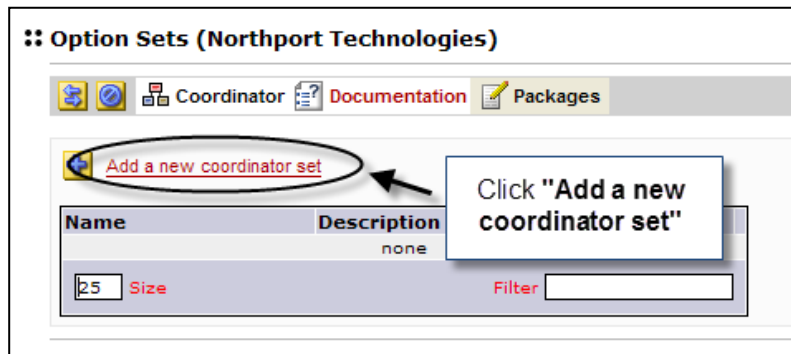 Option Sets (Northport Technologies)
Coordinator Documentation Packages
Add a new coordinator set
Click "Add a new
coordinator set"
Name Description
none
25 Size Filter